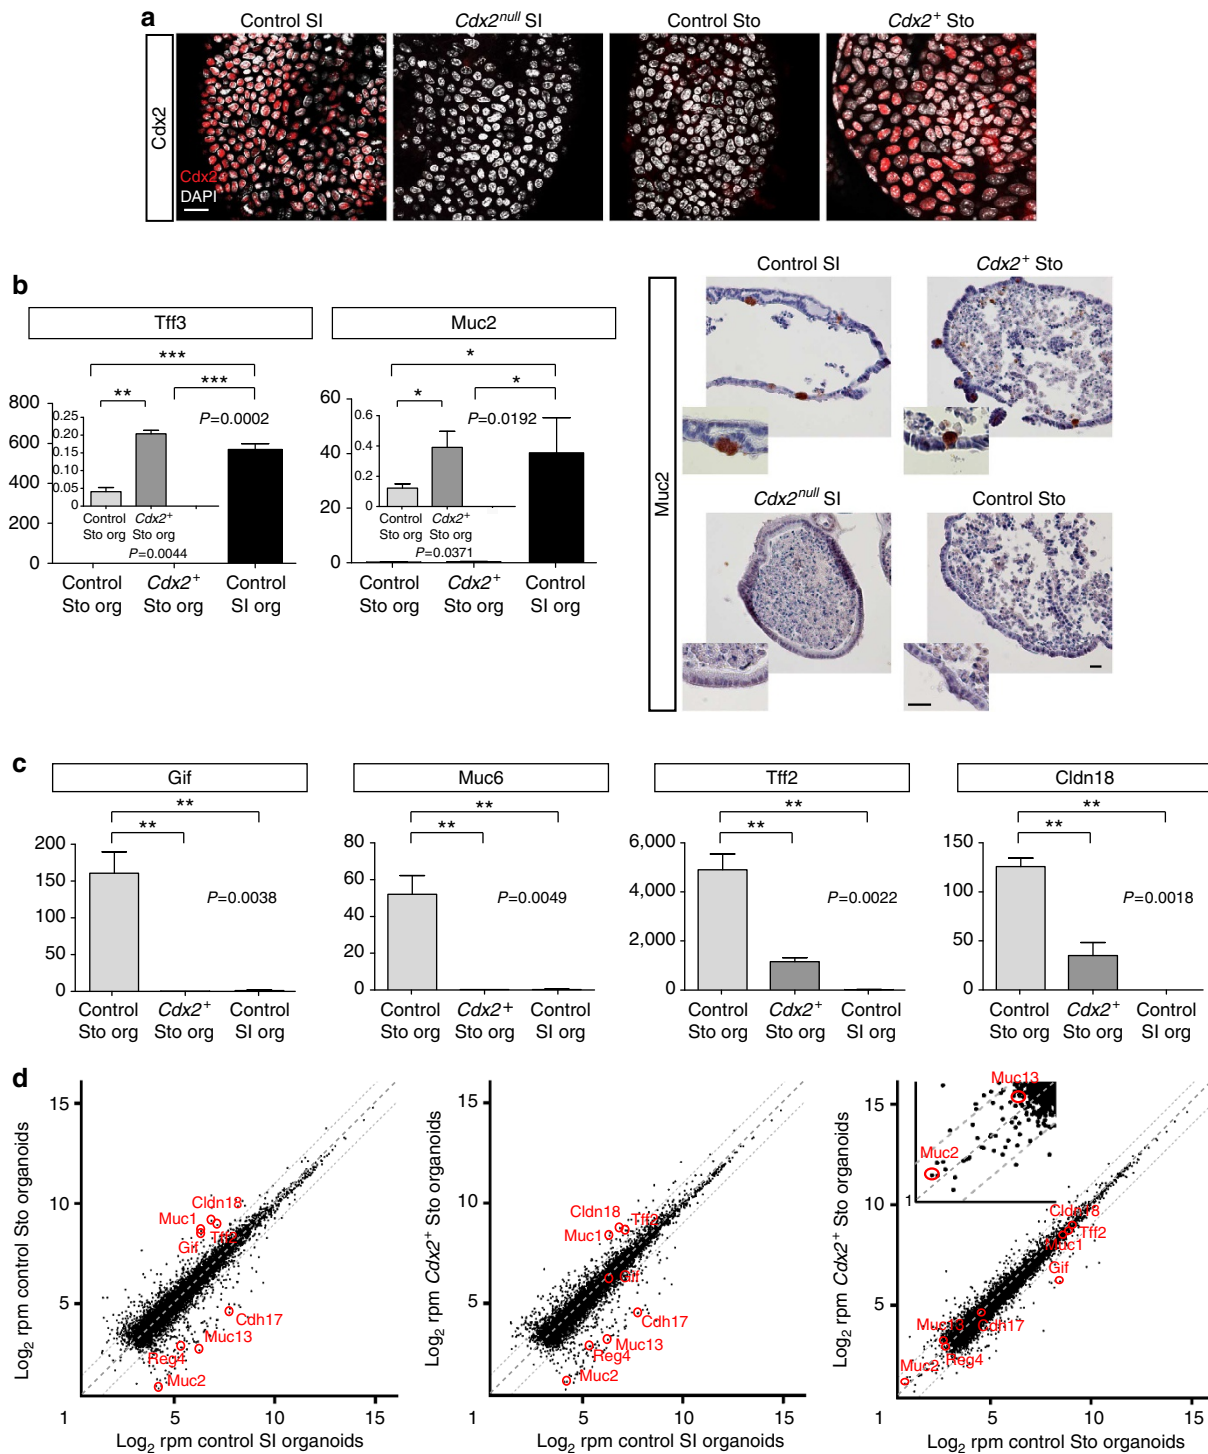 a
Control SI
Cdx2null SI
Control Sto
Cdx2+ Sto
Cdx2
Cdx2
DAPI
b
Tff3
***
***
**
P=0.0002
800
600
400
200
0
0.25
0.20
0.15
0.10
0.05
0
Control Sto org
Cdx2+ Sto org
P=0.0044
Control Sto org
Cdx2+ Sto org
Control SI org
Muc2
*
*
*
P=0.0192
60
40
20
0
0.6
0.4
0.2
0
Control Sto org
Cdx2+ Sto org
P=0.0371
Control Sto org
Cdx2+ Sto org
Control SI org
Muc2
Control SI
Cdx2+ Sto
Cdx2null SI
Control Sto
c
Gif
**
**
P=0.0038
200
150
100
50
0
Control Sto org
Cdx2+ Sto org
Control SI org
Muc6
**
**
P=0.0049
80
60
40
20
0
Control Sto org
Cdx2+ Sto org
Control SI org
Tff2
**
**
P=0.0022
6,000
4,000
2,000
0
Control Sto org
Cdx2+ Sto org
Control SI org
Cldn18
**
**
P=0.0018
150
100
50
0
Control Sto org
Cdx2+ Sto org
Control SI org
d
Log2 rpm control Sto organoids
15
10
5
Cldn18
Muc1
Tff2
Gif
Cdh17
Muc13
Reg4
Muc2
1
5
10
15
Log2 rpm control SI organoids
Log2 rpm Cdx2+ Sto organoids
15
10
5
Cldn18
Tff2
Muc1
Gif
Cdh17
Muc13
Reg4
Muc2
1
5
10
15
Log2 rpm control SI organoids
Log2 rpm Cdx2+ Sto organoids
15
10
5
Muc13
Muc2
1
Cldn18
Tff2
Muc1
Gif
Muc13
Cdh17
Reg4
Muc2
1
5
10
15
Log2 rpm control Sto organoids